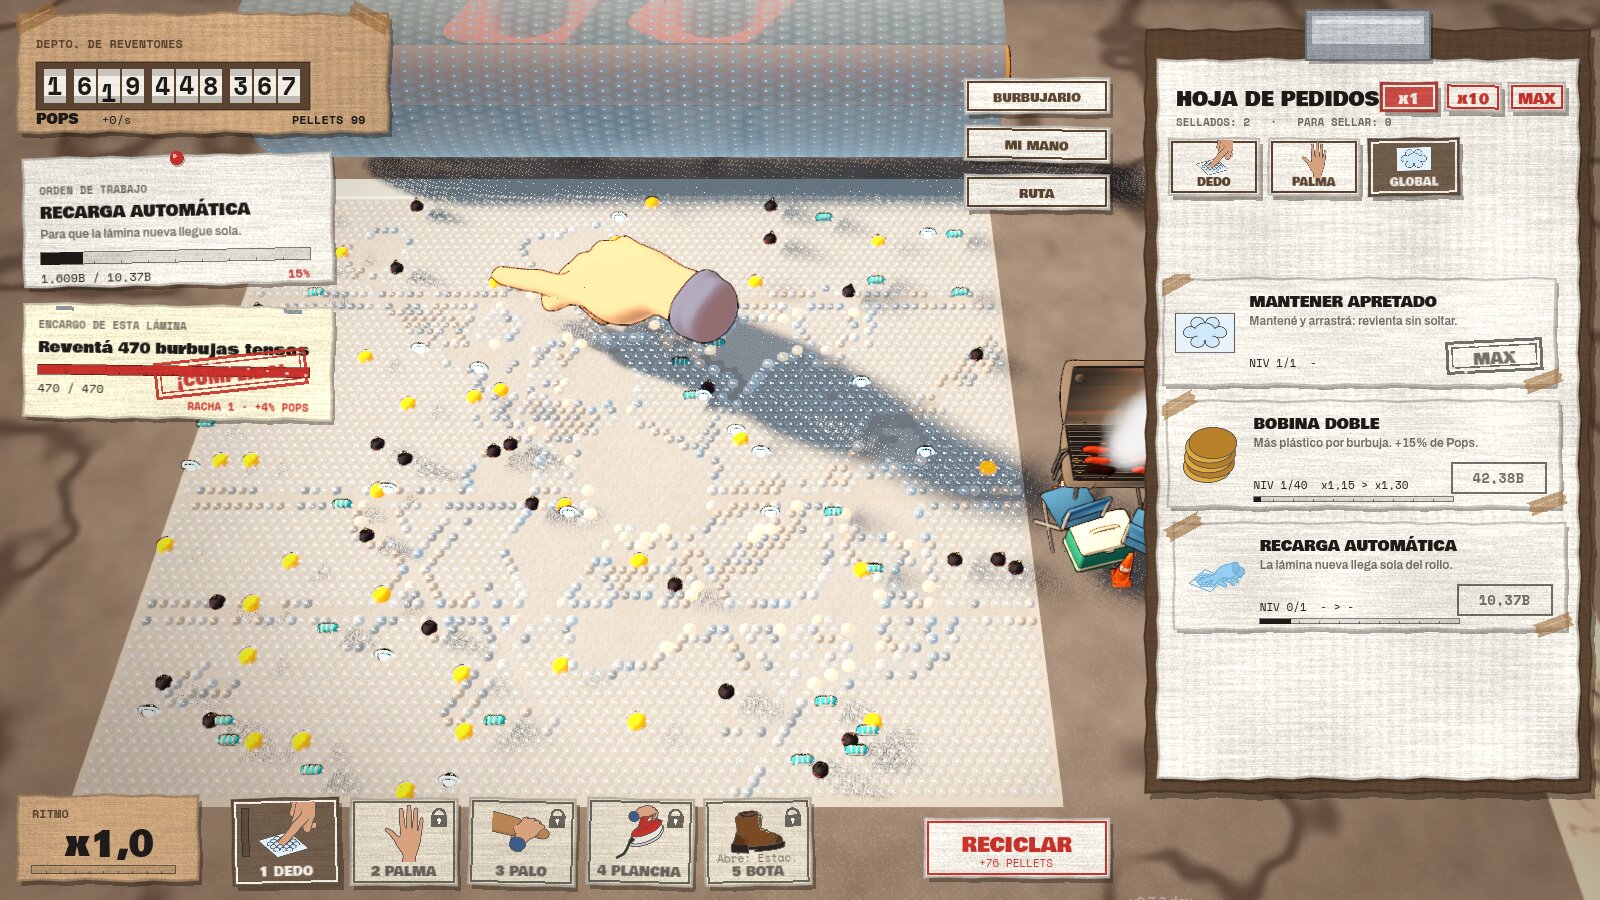 DEPTO. DE REVENTONES
1 619 448 367
POPS +0/s PELLETS 99
ORDEN DE TRABAJO
RECARGA AUTOMÁTICA
Para que la lámina nueva llegue sola.
1,609B / 10,37B 15%
ENCARGO DE ESTA LÁMINA
Reventá 470 burbujas tensas
470 / 470
RACHA 1 · +4% POPS
BURBUJARIO
MI MANO
RUTA
HOJA DE PEDIDOS x1 x10 MAX
SELLADOS: 2 · PARA SELLAR: 0
DEDO PALMA GLOBAL
MANTENER APRETADO
Mantené y arrastrá: revienta sin soltar.
NIV 1/1 -
MAX
BOBINA DOBLE
Más plástico por burbuja. +15% de Pops.
NIV 1/40 x1,15 > x1,30
42,38B
RECARGA AUTOMÁTICA
La lámina nueva llega sola del rollo.
NIV 0/1 - > -
10,37B
RITMO
x1,0
1 DEDO
2 PALMA
3 PALO
4 PLANCHA
Abre: Estac.
5 BOTA
RECICLAR
+76 PELLETS